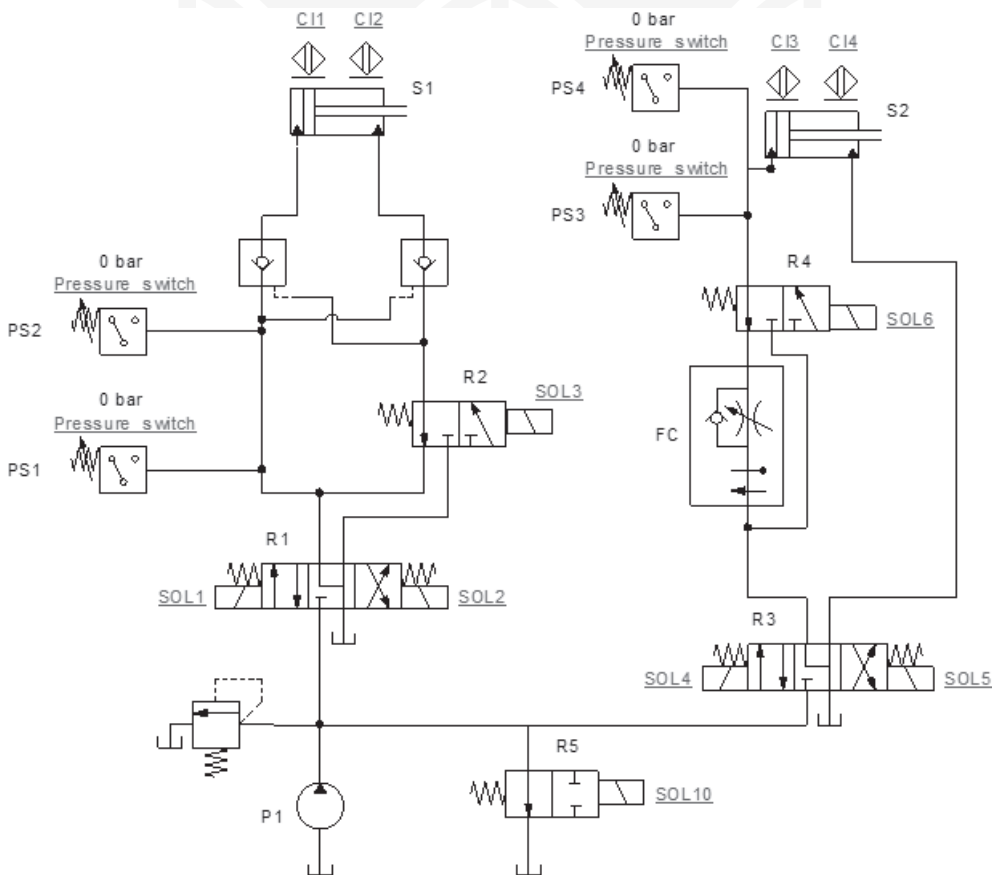 CI1 CI2
S1
0 bar
Pressure switch
PS4
CI3 CI4
S2
0 bar
Pressure switch
PS3
0 bar
Pressure switch
PS2
R4
SOL6
R2
SOL3
0 bar
Pressure switch
PS1
FC
R1
SOL1 SOL2
R3
SOL4 SOL5
R5
SOL10
P1